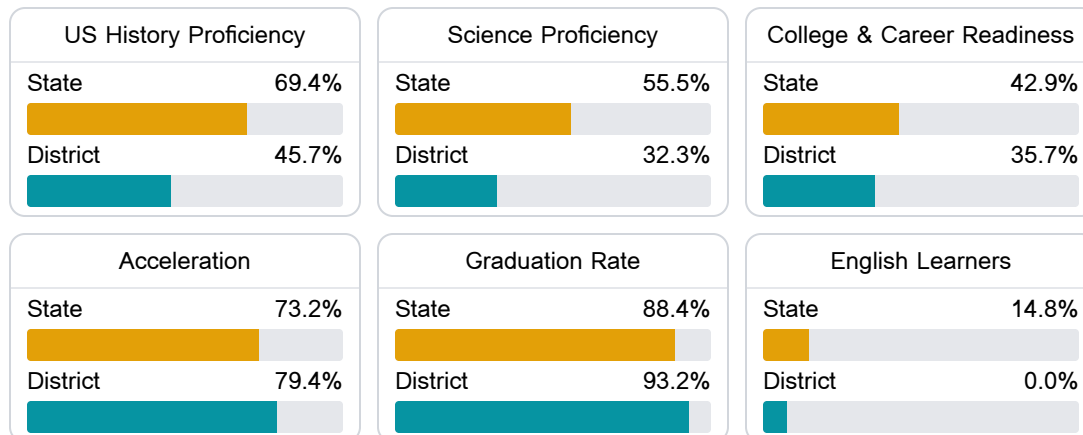 US History Proficiency
State 69.4%
District 45.7%
Science Proficiency
State 55.5%
District 32.3%
College & Career Readiness
State 42.9%
District 35.7%
Acceleration
State 73.2%
District 79.4%
Graduation Rate
State 88.4%
District 93.2%
English Learners
State 14.8%
District 0.0%